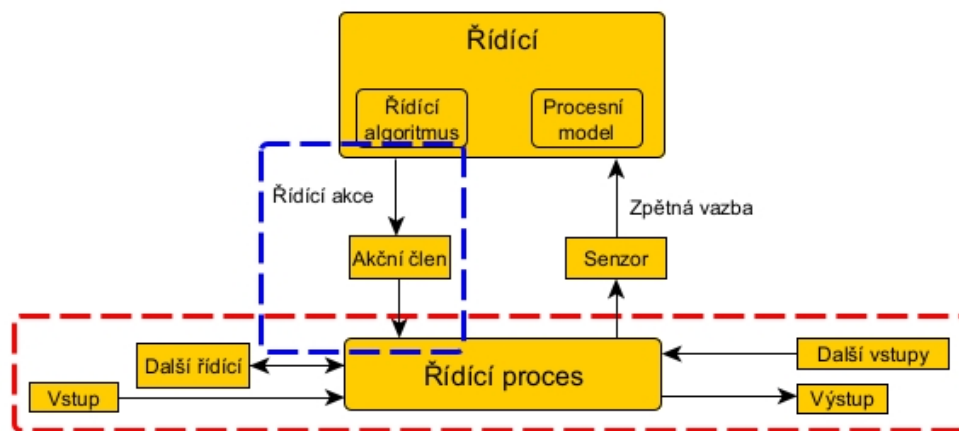 Řídící
Řídící
algoritmus
Procesní
model
Řídící akce
Zpětná vazba
Akční člen
Senzor
Další řídící
Řídící proces
Další vstupy
Vstup
Výstup